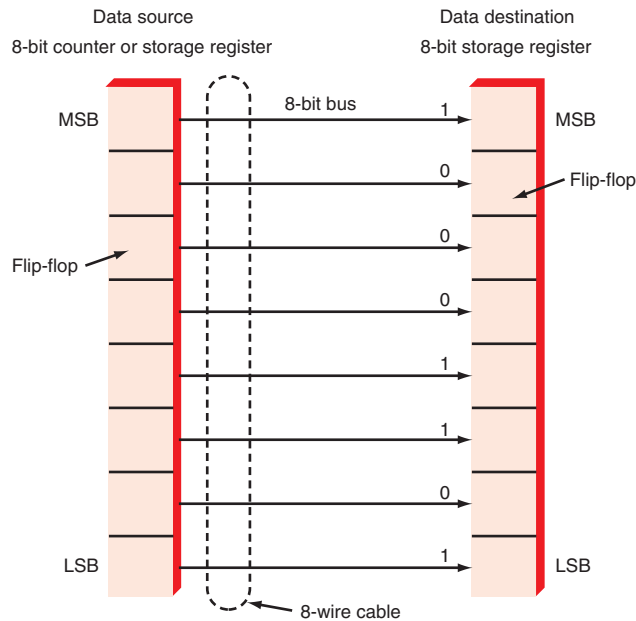 Data source
8-bit counter or storage register
Data destination
8-bit storage register
MSB
8-bit bus
1
MSB
0
Flip-flop
0
Flip-flop
0
1
1
0
LSB
1
LSB
8-wire cable